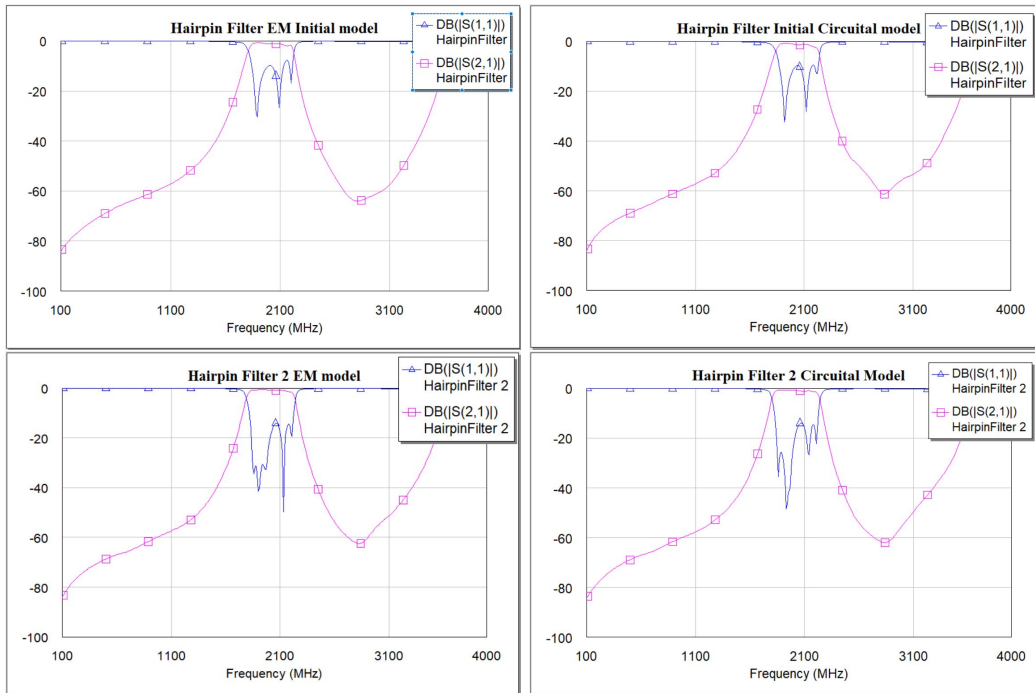 Hairpin Filter EM Initial model
DB(|S(1,1)|)
HairpinFilter
DB(|S(2,1)|)
HairpinFilter
0
-20
-40
-60
-80
-100
100
1100
2100
3100
4000
Frequency (MHz)
Hairpin Filter Initial Circuital model
DB(|S(1,1)|)
HairpinFilter
DB(|S(2,1)|)
HairpinFilter
0
-20
-40
-60
-80
-100
100
1100
2100
3100
4000
Frequency (MHz)
Hairpin Filter 2 EM model
DB(|S(1,1)|)
HairpinFilter 2
DB(|S(2,1)|)
HairpinFilter 2
0
-20
-40
-60
-80
-100
100
1100
2100
3100
4000
Frequency (MHz)
Hairpin Filter 2 Circuital Model
DB(|S(1,1)|)
HairpinFilter 2
DB(|S(2,1)|)
HairpinFilter 2
0
-20
-40
-60
-80
-100
100
1100
2100
3100
4000
Frequency (MHz)